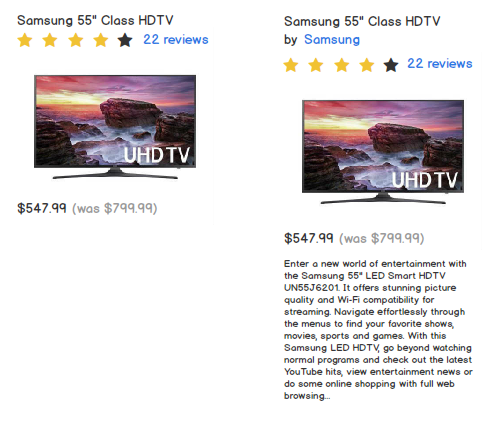 Samsung 55" Class HDTV
22 reviews
UHDTV
$547.99 (was $799.99)
Samsung 55" Class HDTV
by Samsung
22 reviews
UHDTV
$547.99 (was $799.99)
Enter a new world of entertainment with
the Samsung 55" LED Smart HDTV
UN55J6201. It offers stunning picture
quality and Wi-Fi compatibility for
streaming. Navigate effortlessly through
the menus to find your favorite shows,
movies, sports and games. With this
Samsung LED HDTV, go beyond watching
normal programs and check out the latest
YouTube hits, view entertainment news or
do some online shopping with full web
browsing...